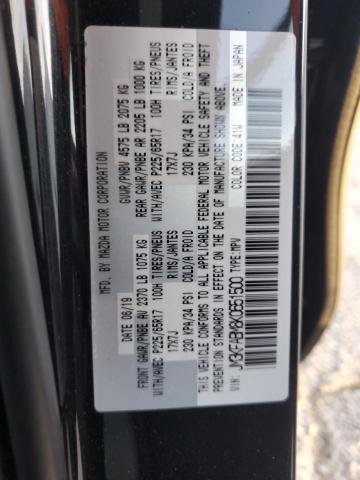 MFD. BY MAZDA MOTOR CORPORATION
DATE 06/19 GVWR/PNBV 4575 LB 2075 KG
FRONT GAWR/PNBE AV 2370 LB 1075 KG REAR GAWR/PNBE AR 2205 LB 1000 KG
WITH/AVEC P225/65R17 100H TIRES/PNEUS WITH/AVEC P225/65R17 100H TIRES/PNEUS
17X7J RIMS/JANTES 17X7J RIMS/JANTES
230 KPA/34 PSI COLD/A FROID 230 KPA/34 PSI COLD/A FROID
THIS VEHICLE CONFORMS TO ALL APPLICABLE FEDERAL MOTOR VEHICLE SAFETY AND THEFT
PREVENTION STANDARDS IN EFFECT ON THE DATE OF MANUFACTURE SHOWN ABOVE.
MADE IN JAPAN
VIN: TYPE:MPV COLOR CODE:41W